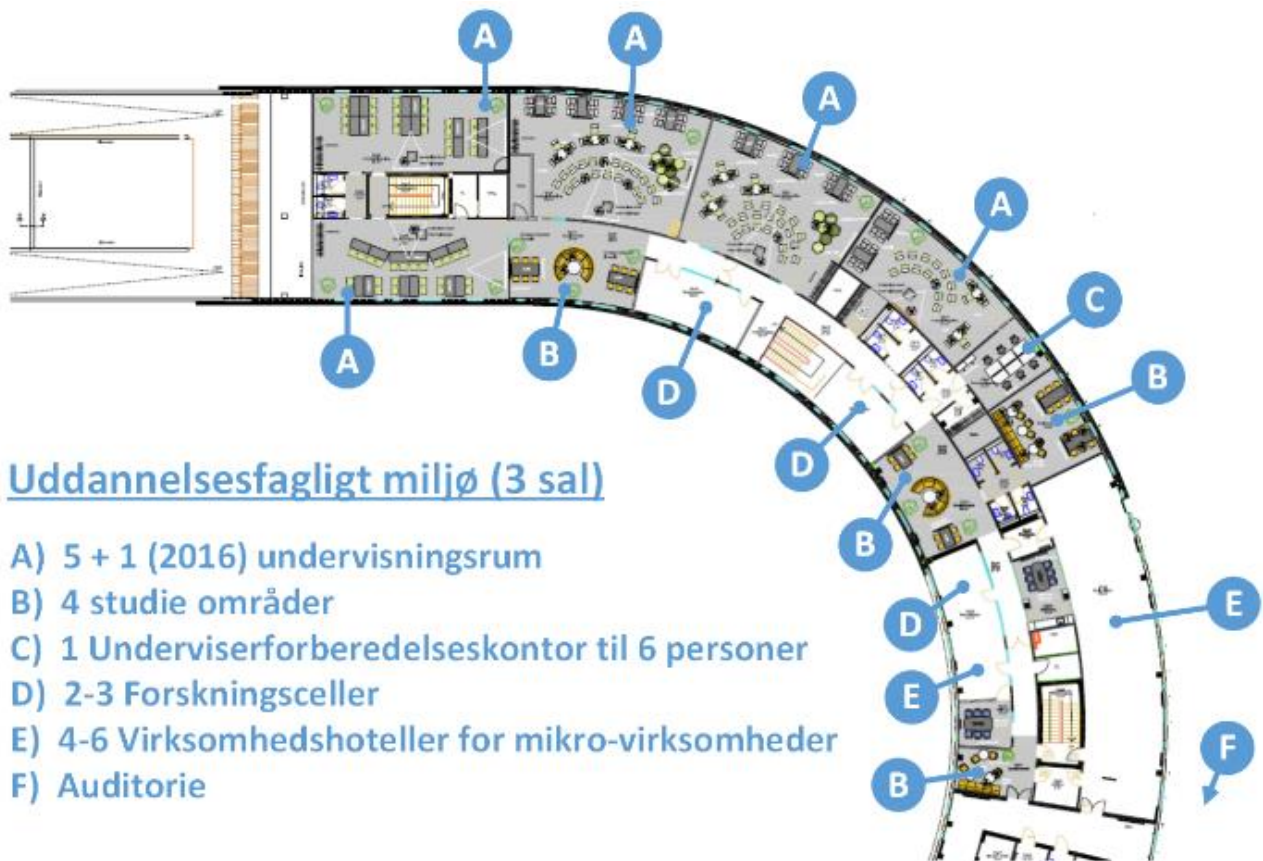 A
A
A
A
C
B
A
B
D
D
B
D
E
E
B
F
Uddannelsesfagligt miljø (3 sal)
A) 5 + 1 (2016) undervisningsrum
B) 4 studie områder
C) 1 Underviserforberedelseskontor til 6 personer
D) 2-3 Forskningsceller
E) 4-6 Virksomhedshoteller for mikro-virksomheder
F) Auditorie